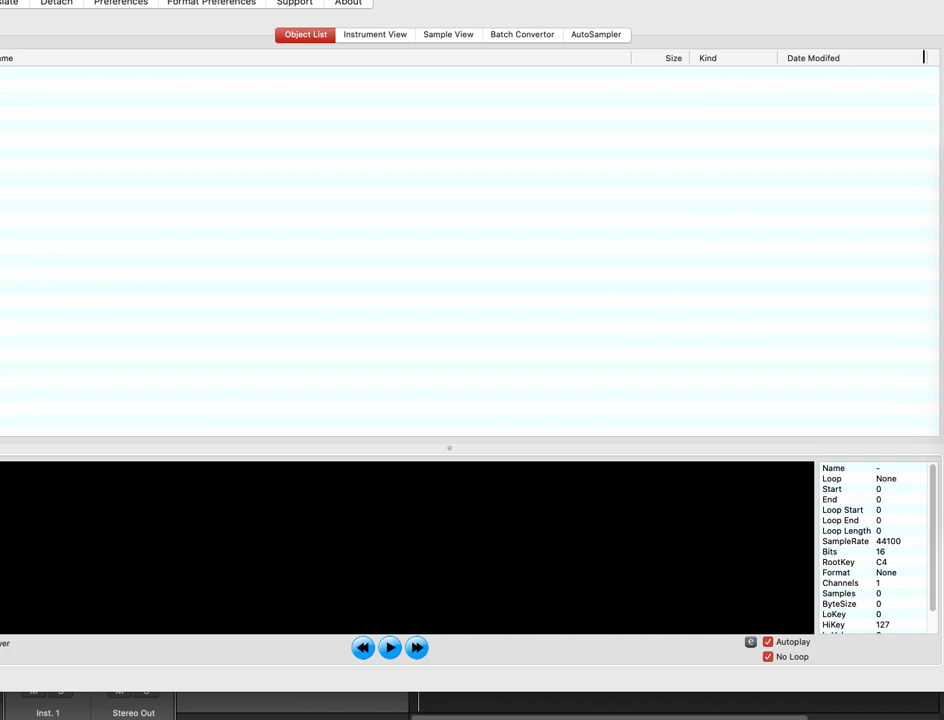 slate Detach Preferences Format Preferences Support About
Object List Instrument View Sample View Batch Convertor AutoSampler
ame Size Kind Date Modifed
Name -
Loop None
Start 0
End 0
Loop Start 0
Loop End 0
Loop Length 0
SampleRate 44100
Bits 16
RootKey C4
Format None
Channels 1
Samples 0
ByteSize 0
LoKey 0
HiKey 127
yer e Autoplay
No Loop
M S M S
Inst. 1 Stereo Out